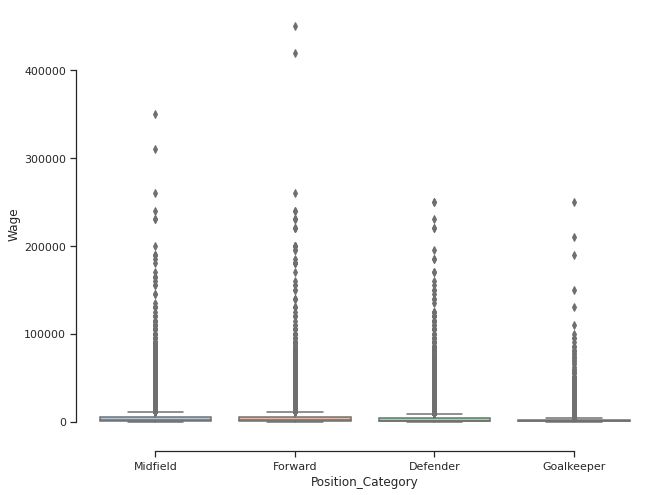 400000
300000
200000
100000
0
Wage
Midfield
Forward
Defender
Goalkeeper
Position_Category